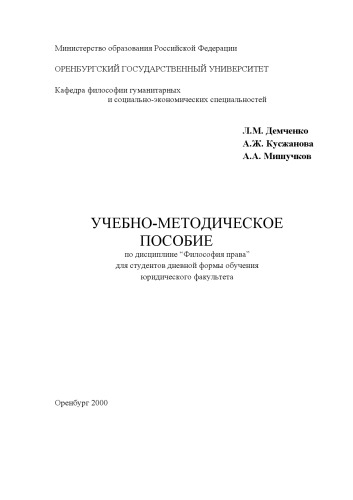 Министерство образования Российской Федерации
ОРЕНБУРГСКИЙ ГОСУДАРСТВЕННЫЙ УНИВЕРСИТЕТ
Кафедра философии гуманитарных
и социально-экономических специальностей
Л.М. Демченко
А.Ж. Кусжанова
А.А. Мишучков
УЧЕБНО-МЕТОДИЧЕСКОЕ
ПОСОБИЕ
по дисциплине "Философия права"
для студентов дневной формы обучения
юридического факультета
Оренбург 2000